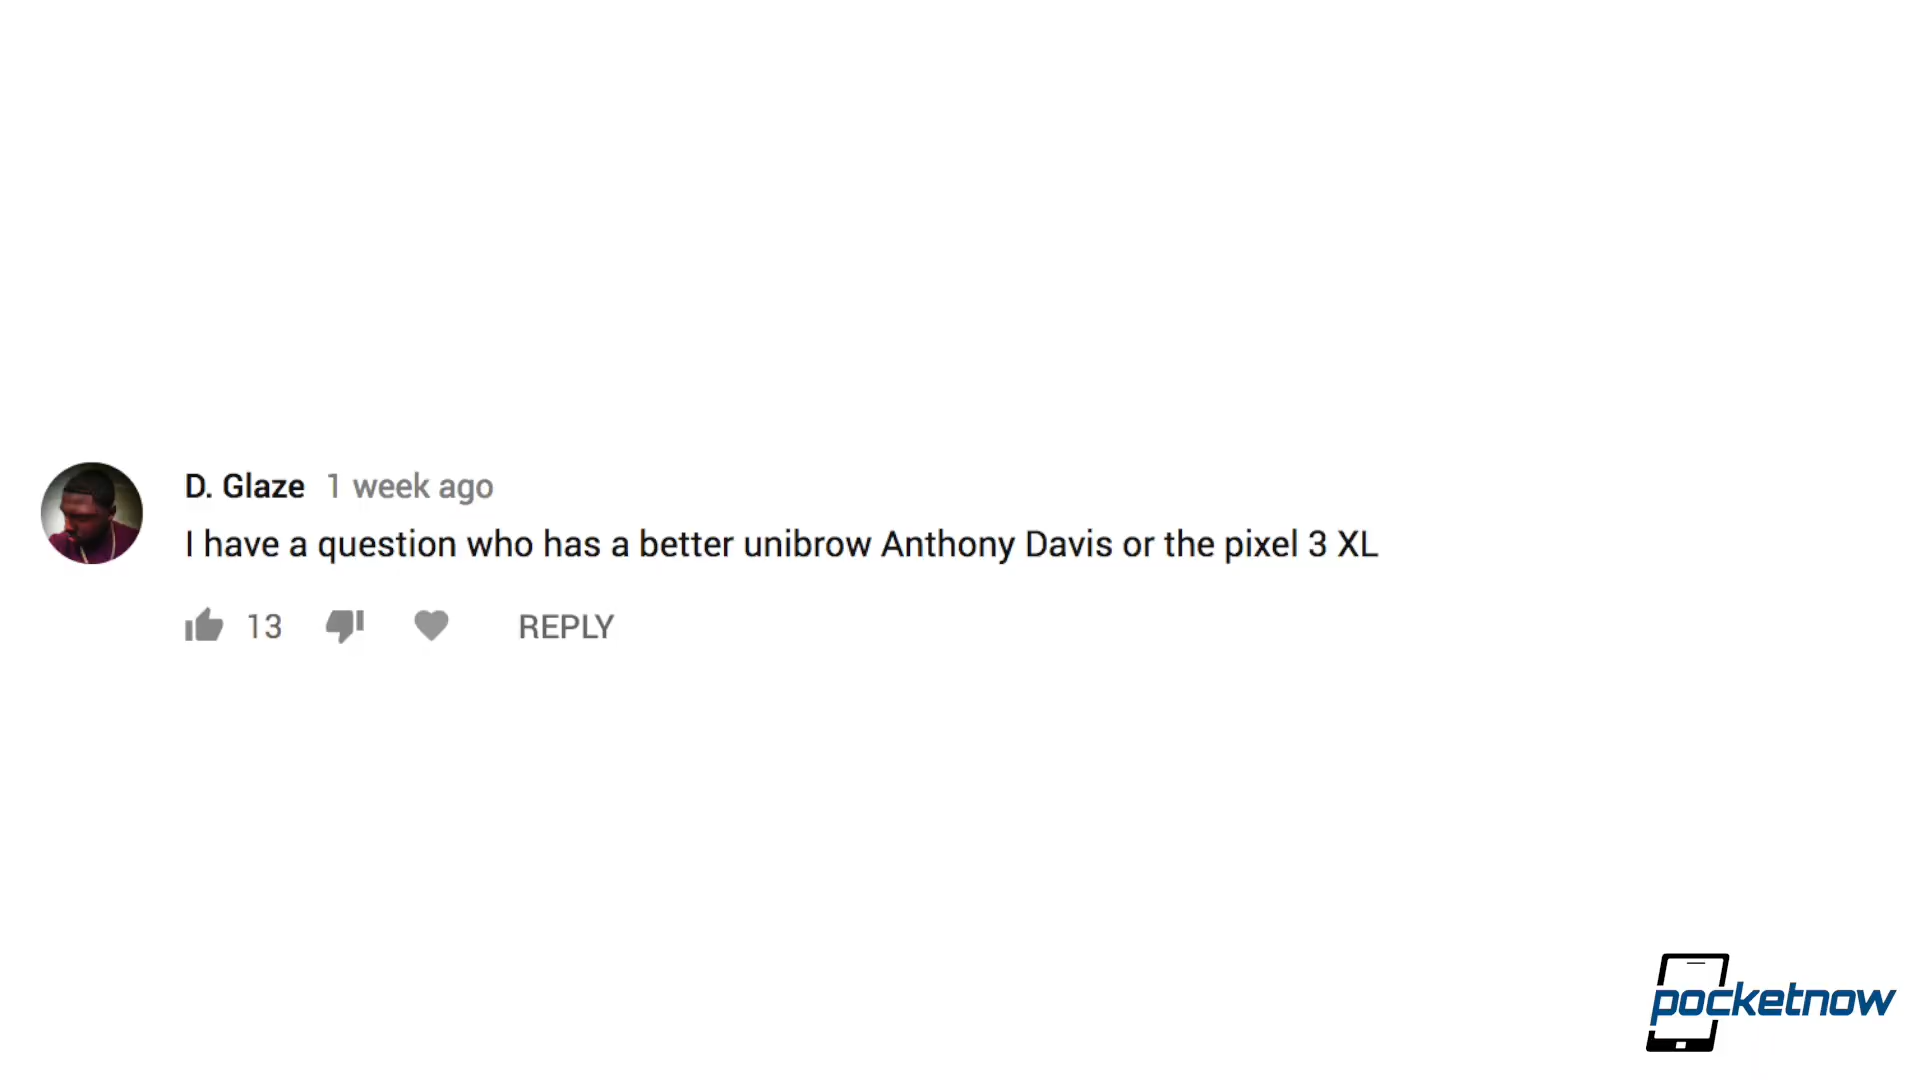 D. Glaze 1 week ago
I have a question who has a better unibrow Anthony Davis or the pixel 3 XL
13 REPLY
pocketnow